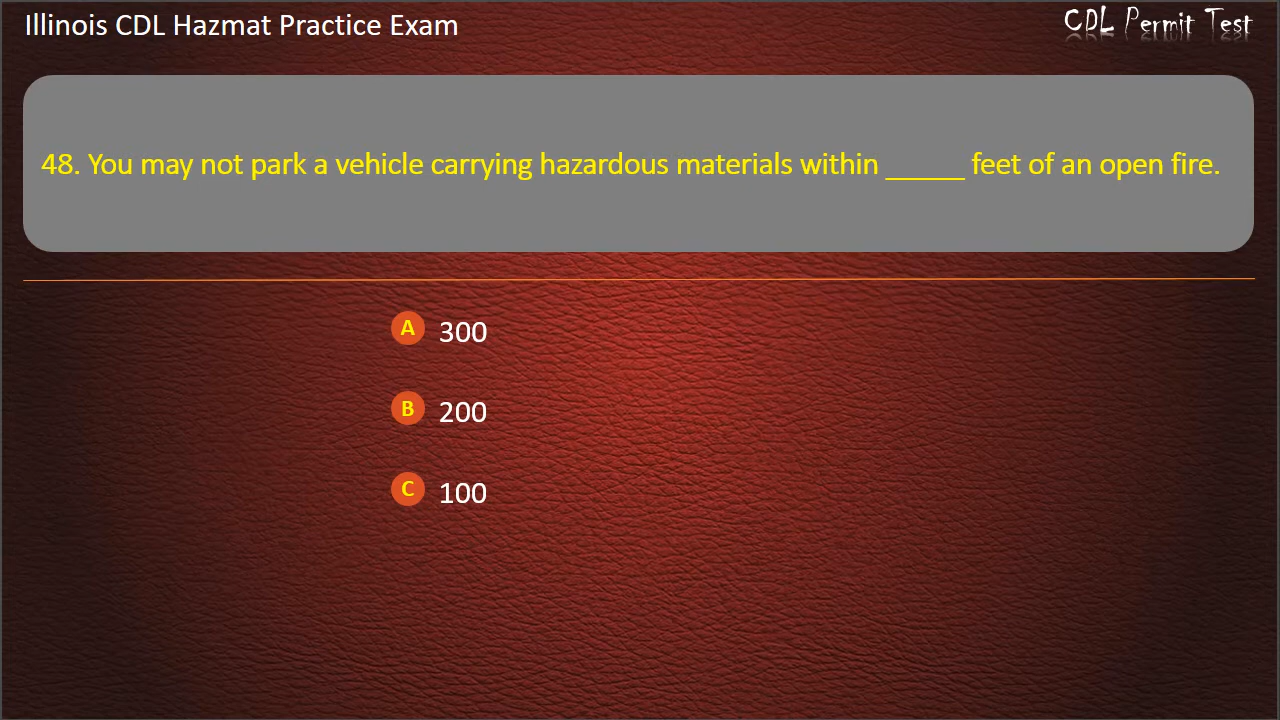 Illinois CDL Hazmat Practice Exam
CDL Permit Test
48. You may not park a vehicle carrying hazardous materials within _____ feet of an open fire.
A 300
B 200
C 100